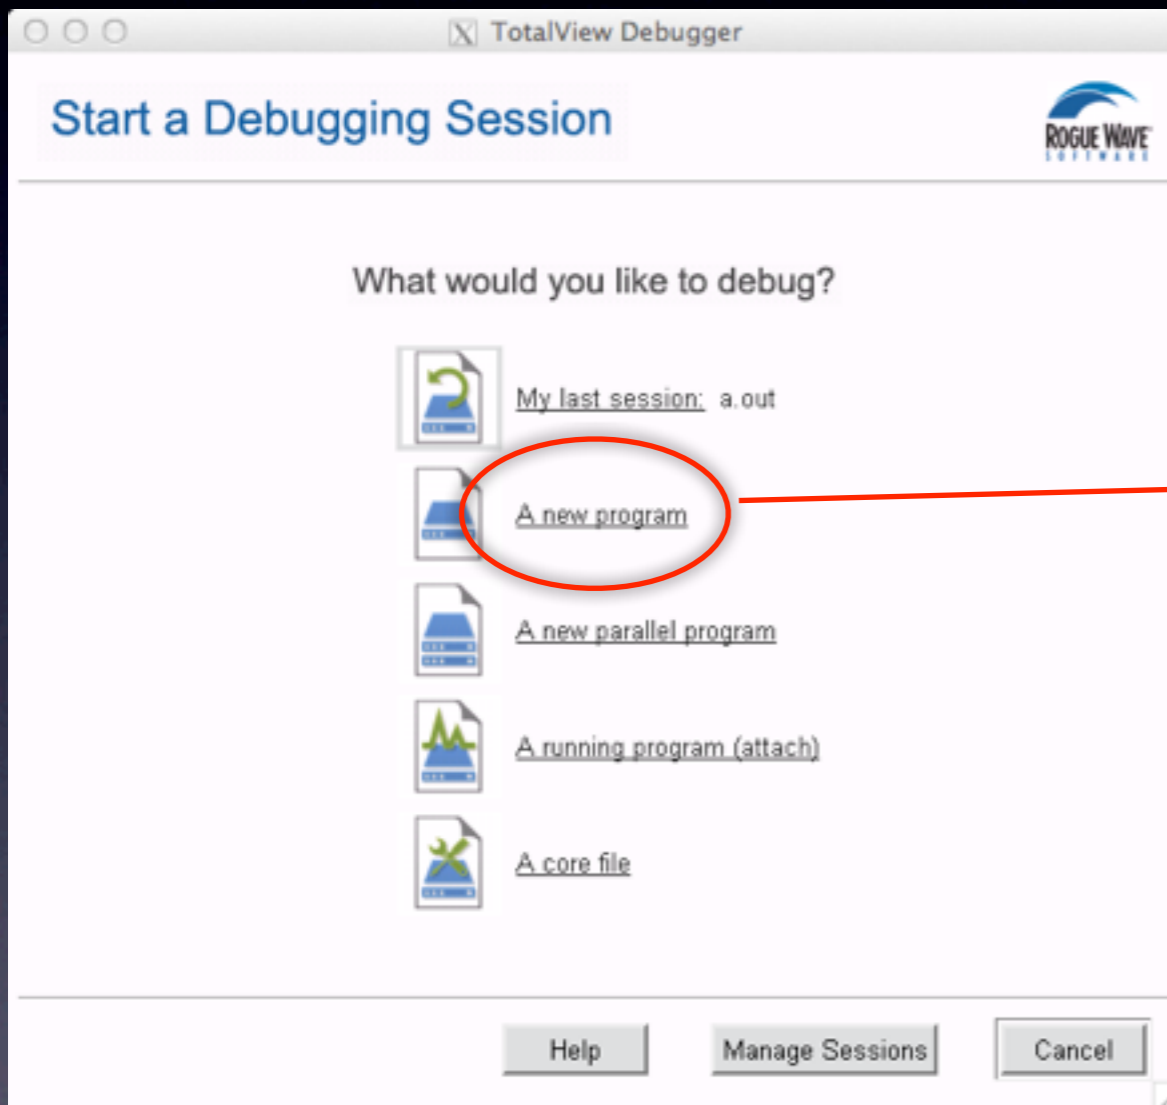 TotalView Debugger
Start a Debugging Session
ROGUE WAVE
SOFTWARE
What would you like to debug?
My last session: a.out
A new program
A new parallel program
A running program (attach)
A core file
Help
Manage Sessions
Cancel